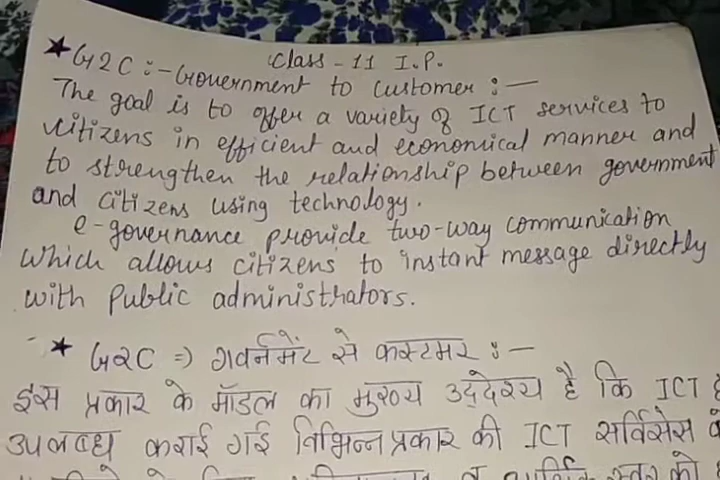 Class - 11 I.P.
★ G2C :- Government to Customer :—
The goal is to offer a variety of ICT services to
citizens in efficient and economical manner and
to strengthen the relationship between government
and citizens using technology.
e-governance provide two-way communication
which allows citizens to instant message directly
with Public administrators.
★ G2C => गवर्नमेंट से कस्टमर :—
इस प्रकार के मॉडल का मुख्य उद्देश्य है कि ICT
उपलब्ध कराई गई विभिन्न प्रकार की ICT सर्विसेस